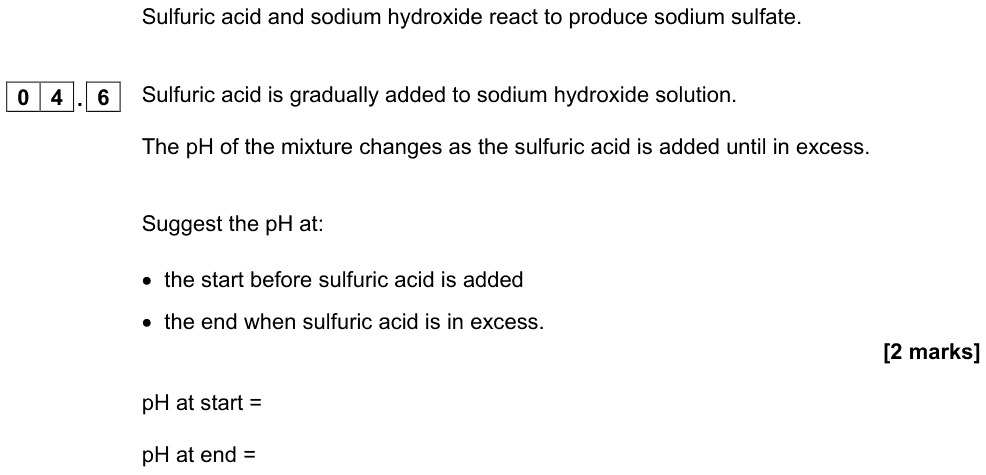 Sulfuric acid and sodium hydroxide react to produce sodium sulfate.
0 4 . 6 Sulfuric acid is gradually added to sodium hydroxide solution.
The pH of the mixture changes as the sulfuric acid is added until in excess.
Suggest the pH at:
• the start before sulfuric acid is added
• the end when sulfuric acid is in excess.
[2 marks]
pH at start =
pH at end =